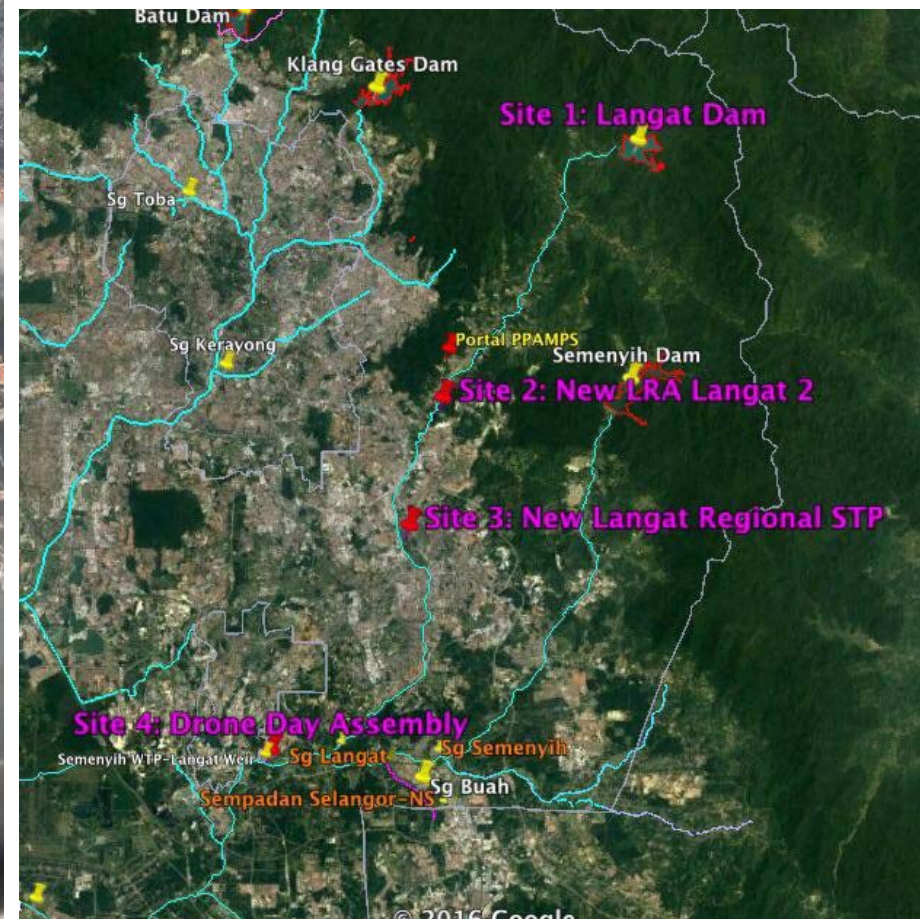 Batu Dam
Klang Gates Dam
Site 1: Langat Dam
Sg Toba
Portal PPAMPS
Sg Kerayong
Semenyih Dam
Site 2: New LRA Langat 2
Site 3: New Langat Regional STP
Site 4: Drone Day Assembly
Sg Semenyih
Semenyih WTP-Langat Weir
Sg Langat
Sg Buah
Sempadan Selangor-NS
© 2016 Google